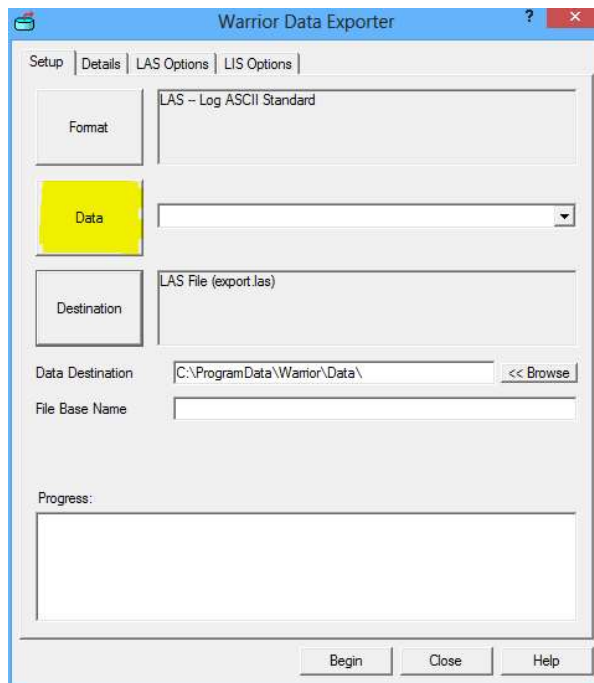 Warrior Data Exporter ? ×
Setup Details LAS Options LIS Options
Format LAS -- Log ASCII Standard
Data
Destination LAS File (export.las)
Data Destination C:\ProgramData\Warrior\Data\ << Browse
File Base Name
Progress:
Begin Close Help